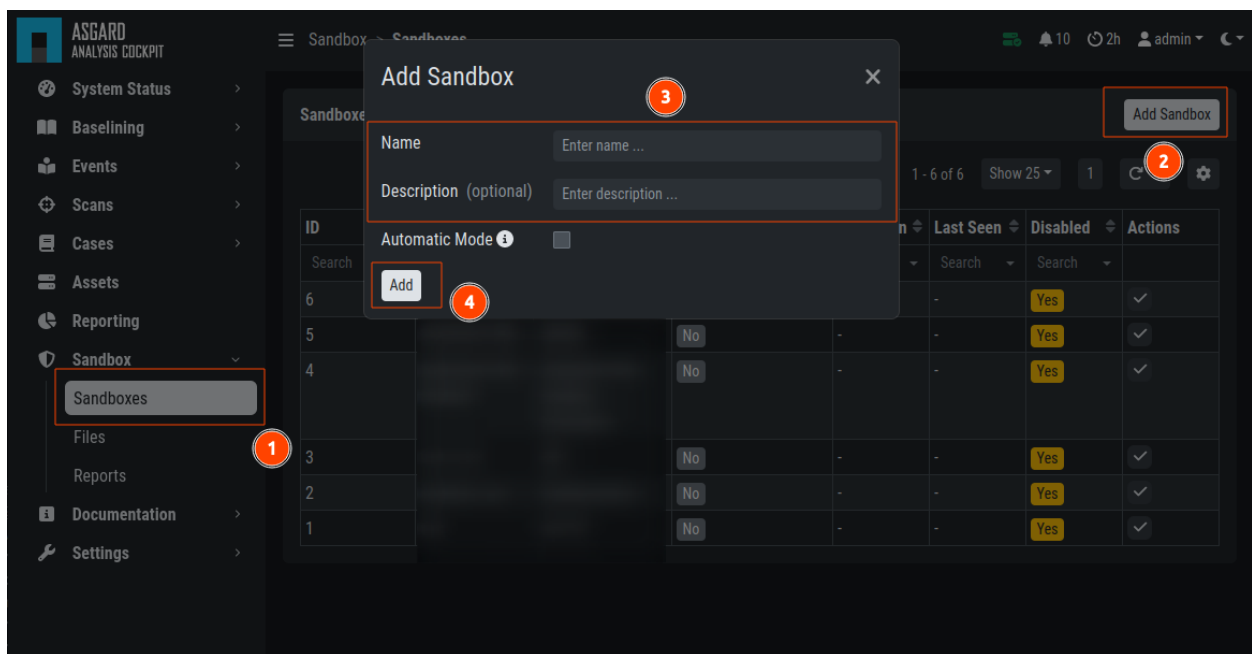 ASGARD
ANALYSIS COCKPIT
Sandbox > Sandboxes
10 2h admin
System Status
Baselining
Events
Scans
Cases
Assets
Reporting
Sandbox
Sandboxes
Files
Reports
Documentation
Settings
1
Add Sandbox
3
Name Enter name ...
Description (optional) Enter description ...
Automatic Mode
Add
4
Sandboxe
Add Sandbox
2
1 - 6 of 6 Show 25 1
ID n Last Seen Disabled Actions
Search Search Search
6 - Yes
5 No - - Yes
4 No - - Yes
3 No - - Yes
2 No - - Yes
1 No - - Yes